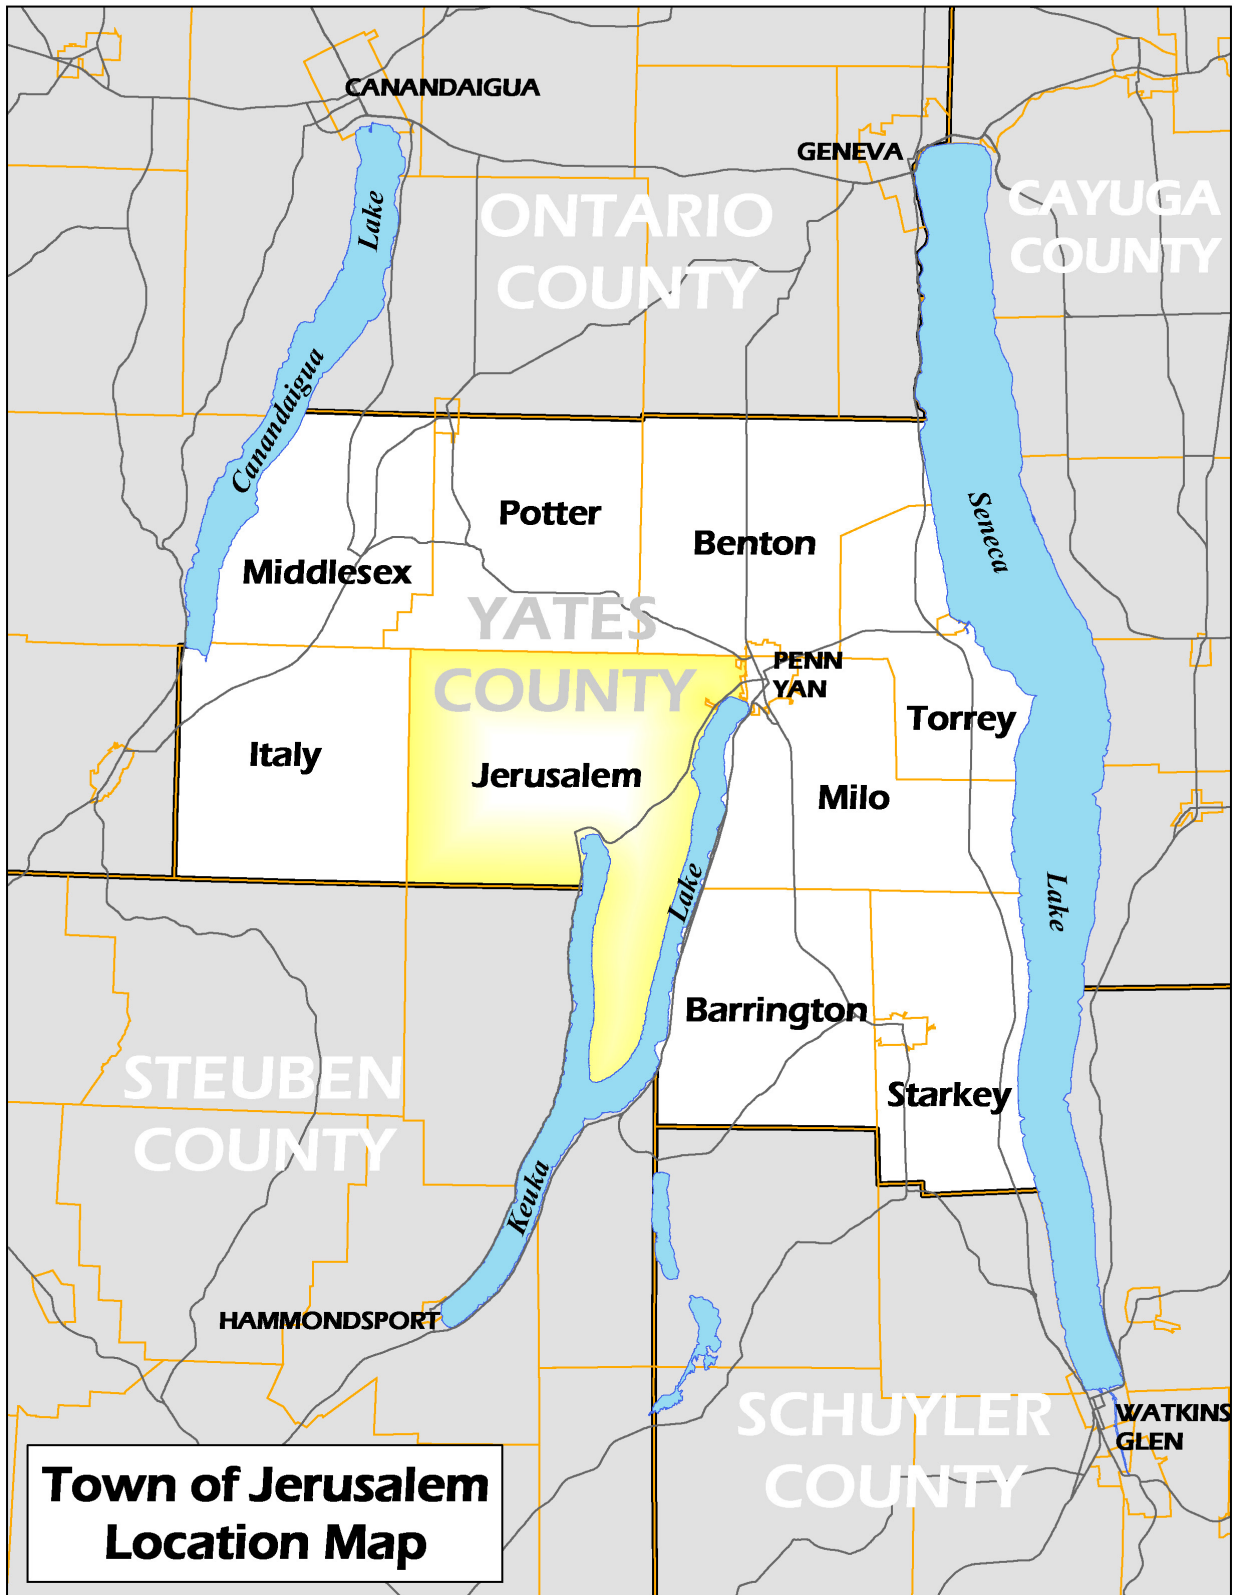 CANANDAIGUA
GENEVA
Lake
ONTARIO
COUNTY
CAYUGA
COUNTY
Canandaigua
Potter
Benton
Seneca
Middlesex
YATES
COUNTY
PENN
YAN
Italy
Jerusalem
Torrey
Milo
Lake
Lake
Barrington
STEUBEN
COUNTY
Starkey
Keuka
HAMMONDSPORT
SCHUYLER
COUNTY
WATKINS
GLEN
Town of Jerusalem
Location Map